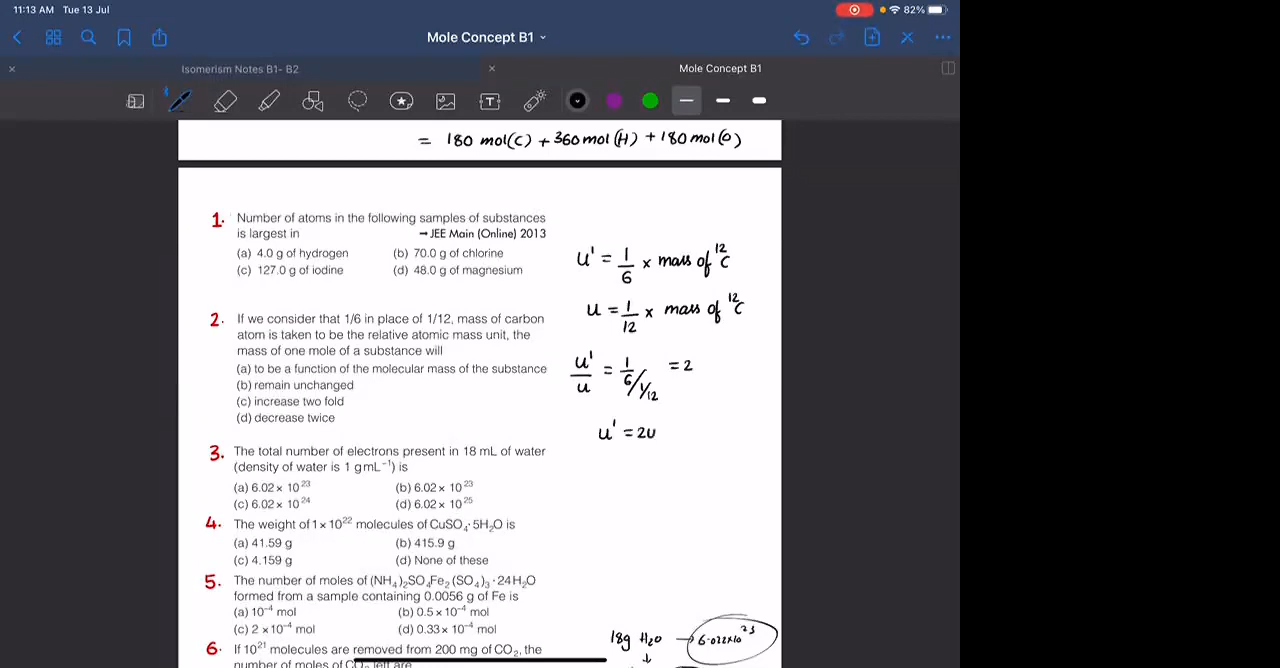 11:13 AM Tue 13 Jul
82%
Mole Concept B1
Isomerism Notes B1- B2
Mole Concept B1
= 180 mol(C) + 360 mol(H) + 180 mol(O)
1. Number of atoms in the following samples of substances
is largest in → JEE Main (Online) 2013
(a) 4.0 g of hydrogen (b) 70.0 g of chlorine
(c) 127.0 g of iodine (d) 48.0 g of magnesium
u' = 1/6 × mass of ¹²C
u = 1/12 × mass of ¹²C
2. If we consider that 1/6 in place of 1/12, mass of carbon
atom is taken to be the relative atomic mass unit, the
mass of one mole of a substance will
(a) to be a function of the molecular mass of the substance
(b) remain unchanged
(c) increase two fold
(d) decrease twice
u'/u = 1/6/1/12 = 2
u' = 2u
3. The total number of electrons present in 18 mL of water
(density of water is 1 g mL⁻¹) is
(a) 6.02 × 10²³ (b) 6.02 × 10²³
(c) 6.02 × 10²⁴ (d) 6.02 × 10²⁵
4. The weight of 1 × 10²² molecules of CuSO₄·5H₂O is
(a) 41.59 g (b) 415.9 g
(c) 4.159 g (d) None of these
5. The number of moles of (NH₄)₂SO₄Fe₂(SO₄)₃·24H₂O
formed from a sample containing 0.0056 g of Fe is
(a) 10⁻⁴ mol (b) 0.5 × 10⁻⁴ mol
(c) 2 × 10⁻⁴ mol (d) 0.33 × 10⁻⁴ mol
18g H₂O → 6.022×10²³
6. If 10²¹ molecules are removed from 200 mg of CO₂, the
number of moles of CO₂ left are